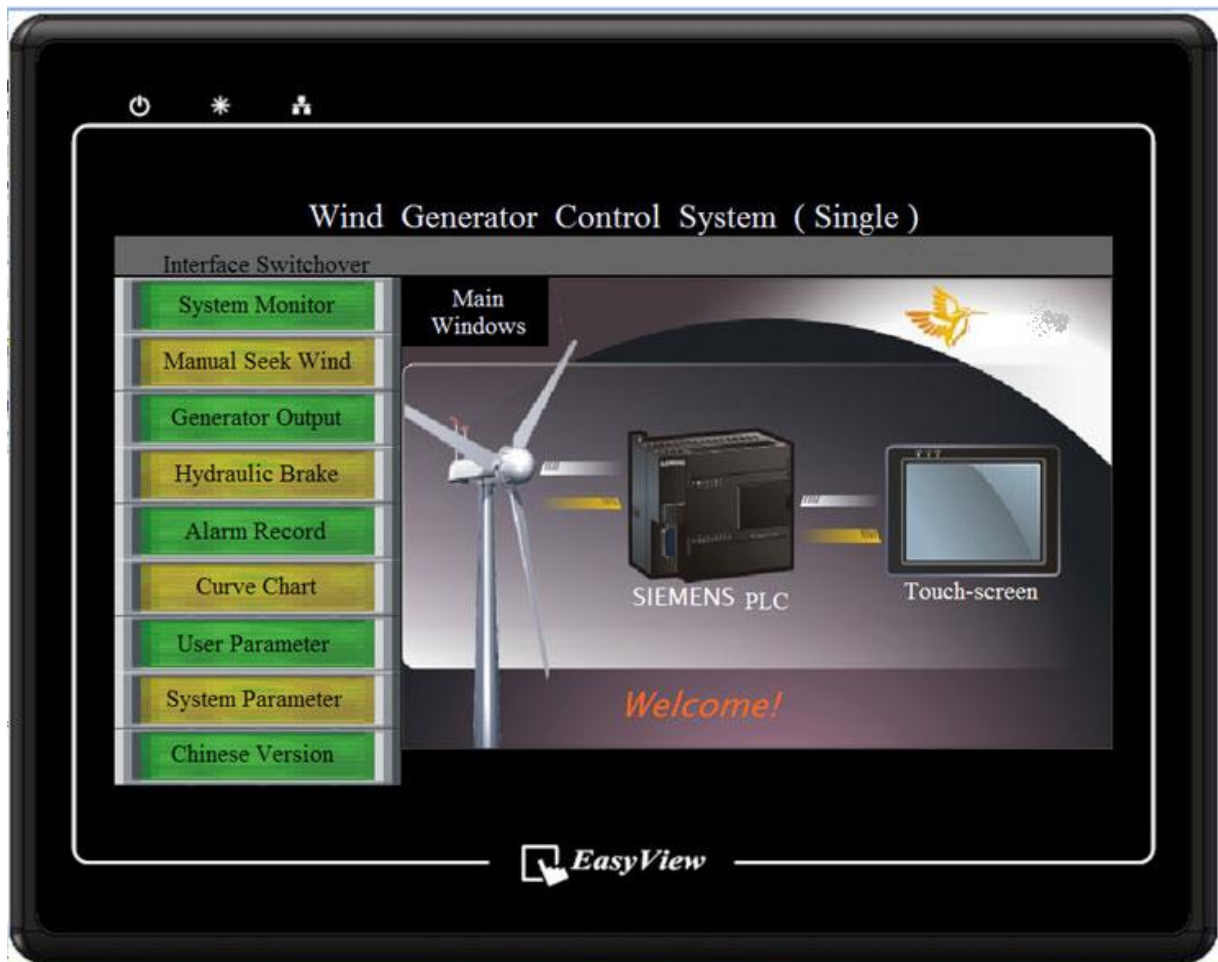 Wind Generator Control System ( Single )
Interface Switchover
System Monitor
Manual Seek Wind
Generator Output
Hydraulic Brake
Alarm Record
Curve Chart
User Parameter
System Parameter
Chinese Version
Main
Windows
SIEMENS
SIEMENS PLC
Touch-screen
Welcome!
EasyView